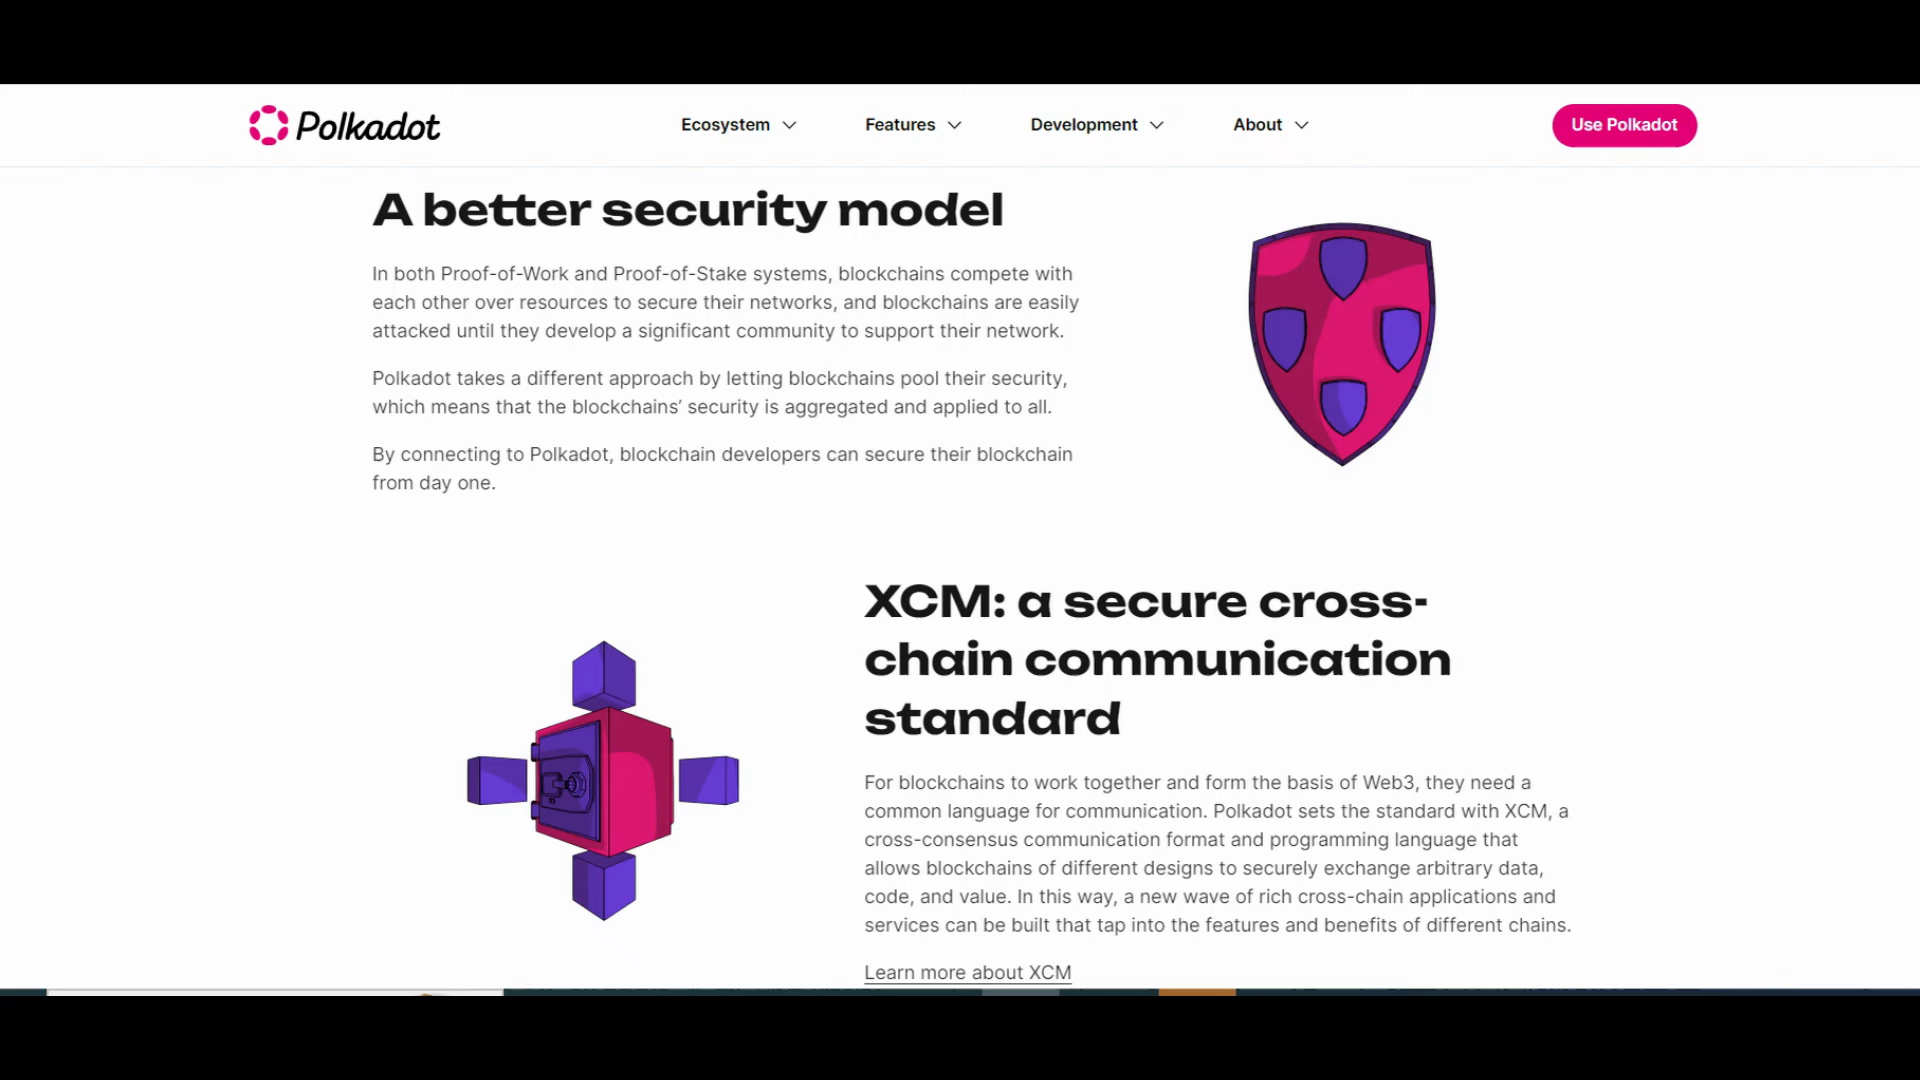 Polkadot
Ecosystem
Features
Development
About
Use Polkadot
A better security model
In both Proof-of-Work and Proof-of-Stake systems, blockchains compete with
each other over resources to secure their networks, and blockchains are easily
attacked until they develop a significant community to support their network.
Polkadot takes a different approach by letting blockchains pool their security,
which means that the blockchains’ security is aggregated and applied to all.
By connecting to Polkadot, blockchain developers can secure their blockchain
from day one.
XCM: a secure cross-
chain communication
standard
For blockchains to work together and form the basis of Web3, they need a
common language for communication. Polkadot sets the standard with XCM, a
cross-consensus communication format and programming language that
allows blockchains of different designs to securely exchange arbitrary data,
code, and value. In this way, a new wave of rich cross-chain applications and
services can be built that tap into the features and benefits of different chains.
Learn more about XCM